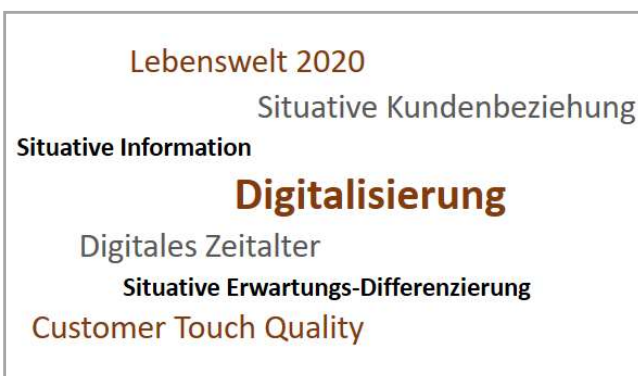 Lebenswelt 2020
Situative Kundenbeziehung
Situative Information
Digitalisierung
Digitales Zeitalter
Situative Erwartungs-Differenzierung
Customer Touch Quality